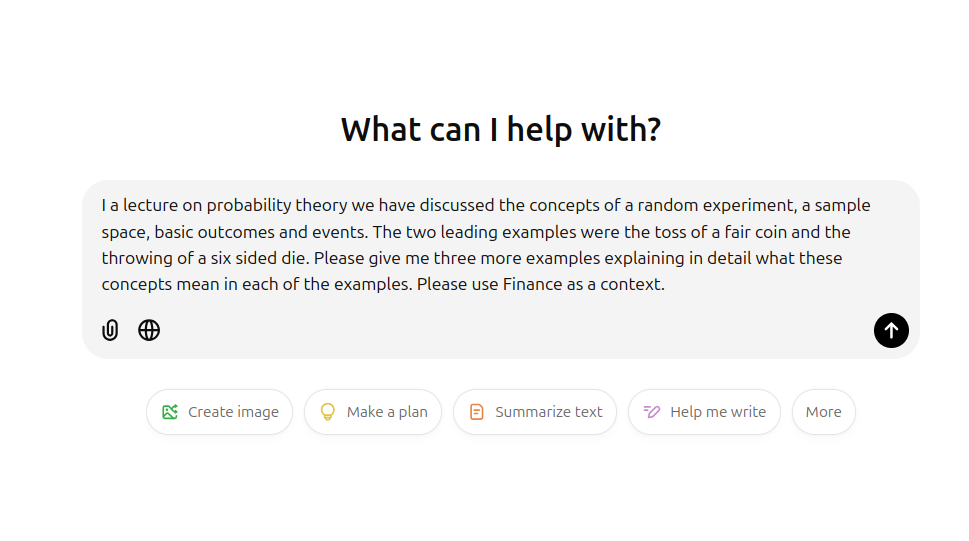 What can I help with?
I a lecture on probability theory we have discussed the concepts of a random experiment, a sample
space, basic outcomes and events. The two leading examples were the toss of a fair coin and the
throwing of a six sided die. Please give me three more examples explaining in detail what these
concepts mean in each of the examples. Please use Finance as a context.
Create image
Make a plan
Summarize text
Help me write
More